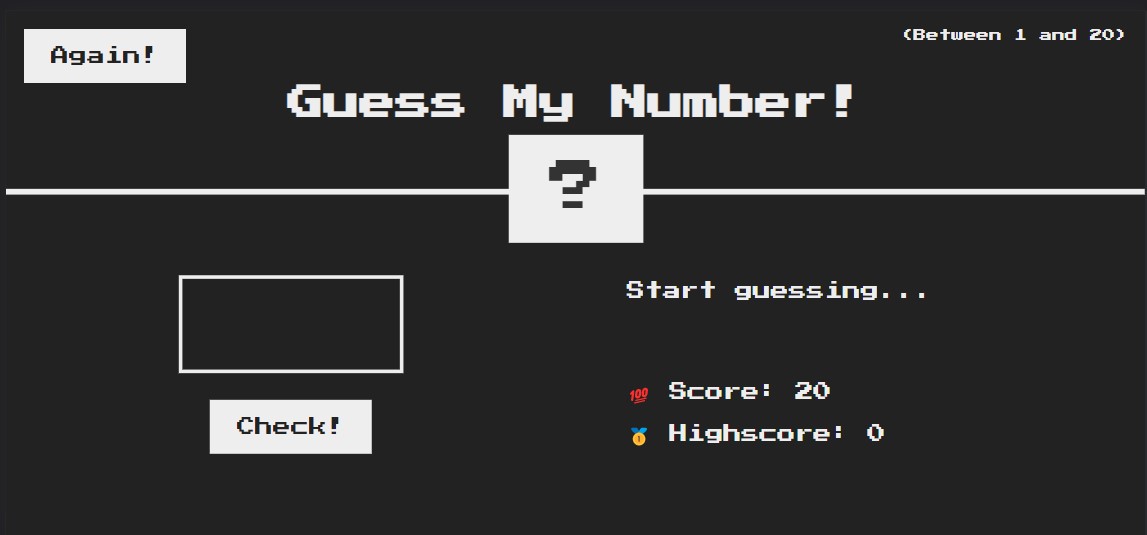 Again!
(Between 1 and 20)
Guess My Number!
?
Start guessing...
💯 Score: 20
🥇 Highscore: 0
Check!